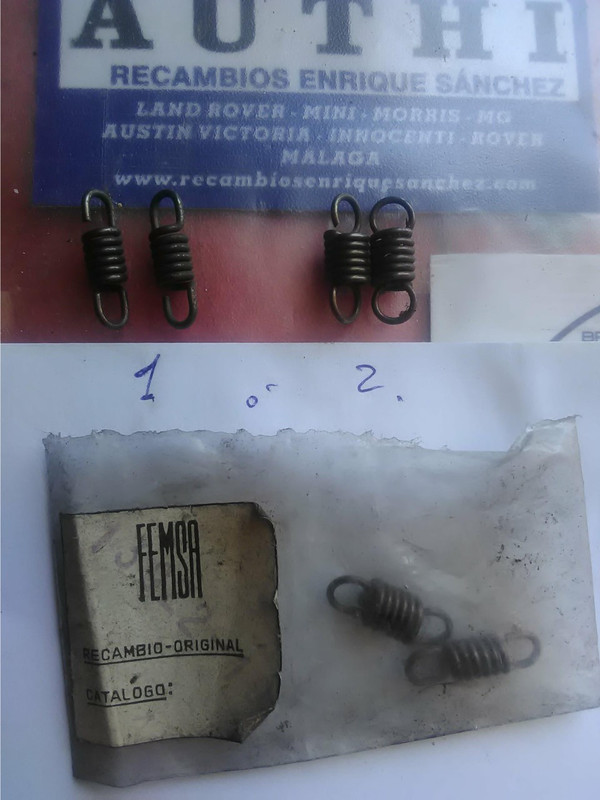 AUTHI
RECAMBIOS ENRIQUE SÁNCHEZ
LAND ROVER - MINI - MORRIS - MG
AUSTIN VICTORIA - INNOCENTI - ROVER
MALAGA
www.recambiosenriquesanchez.com
1 o 2.
FEMSA
RECAMBIO-ORIGINAL
CATALOGO: